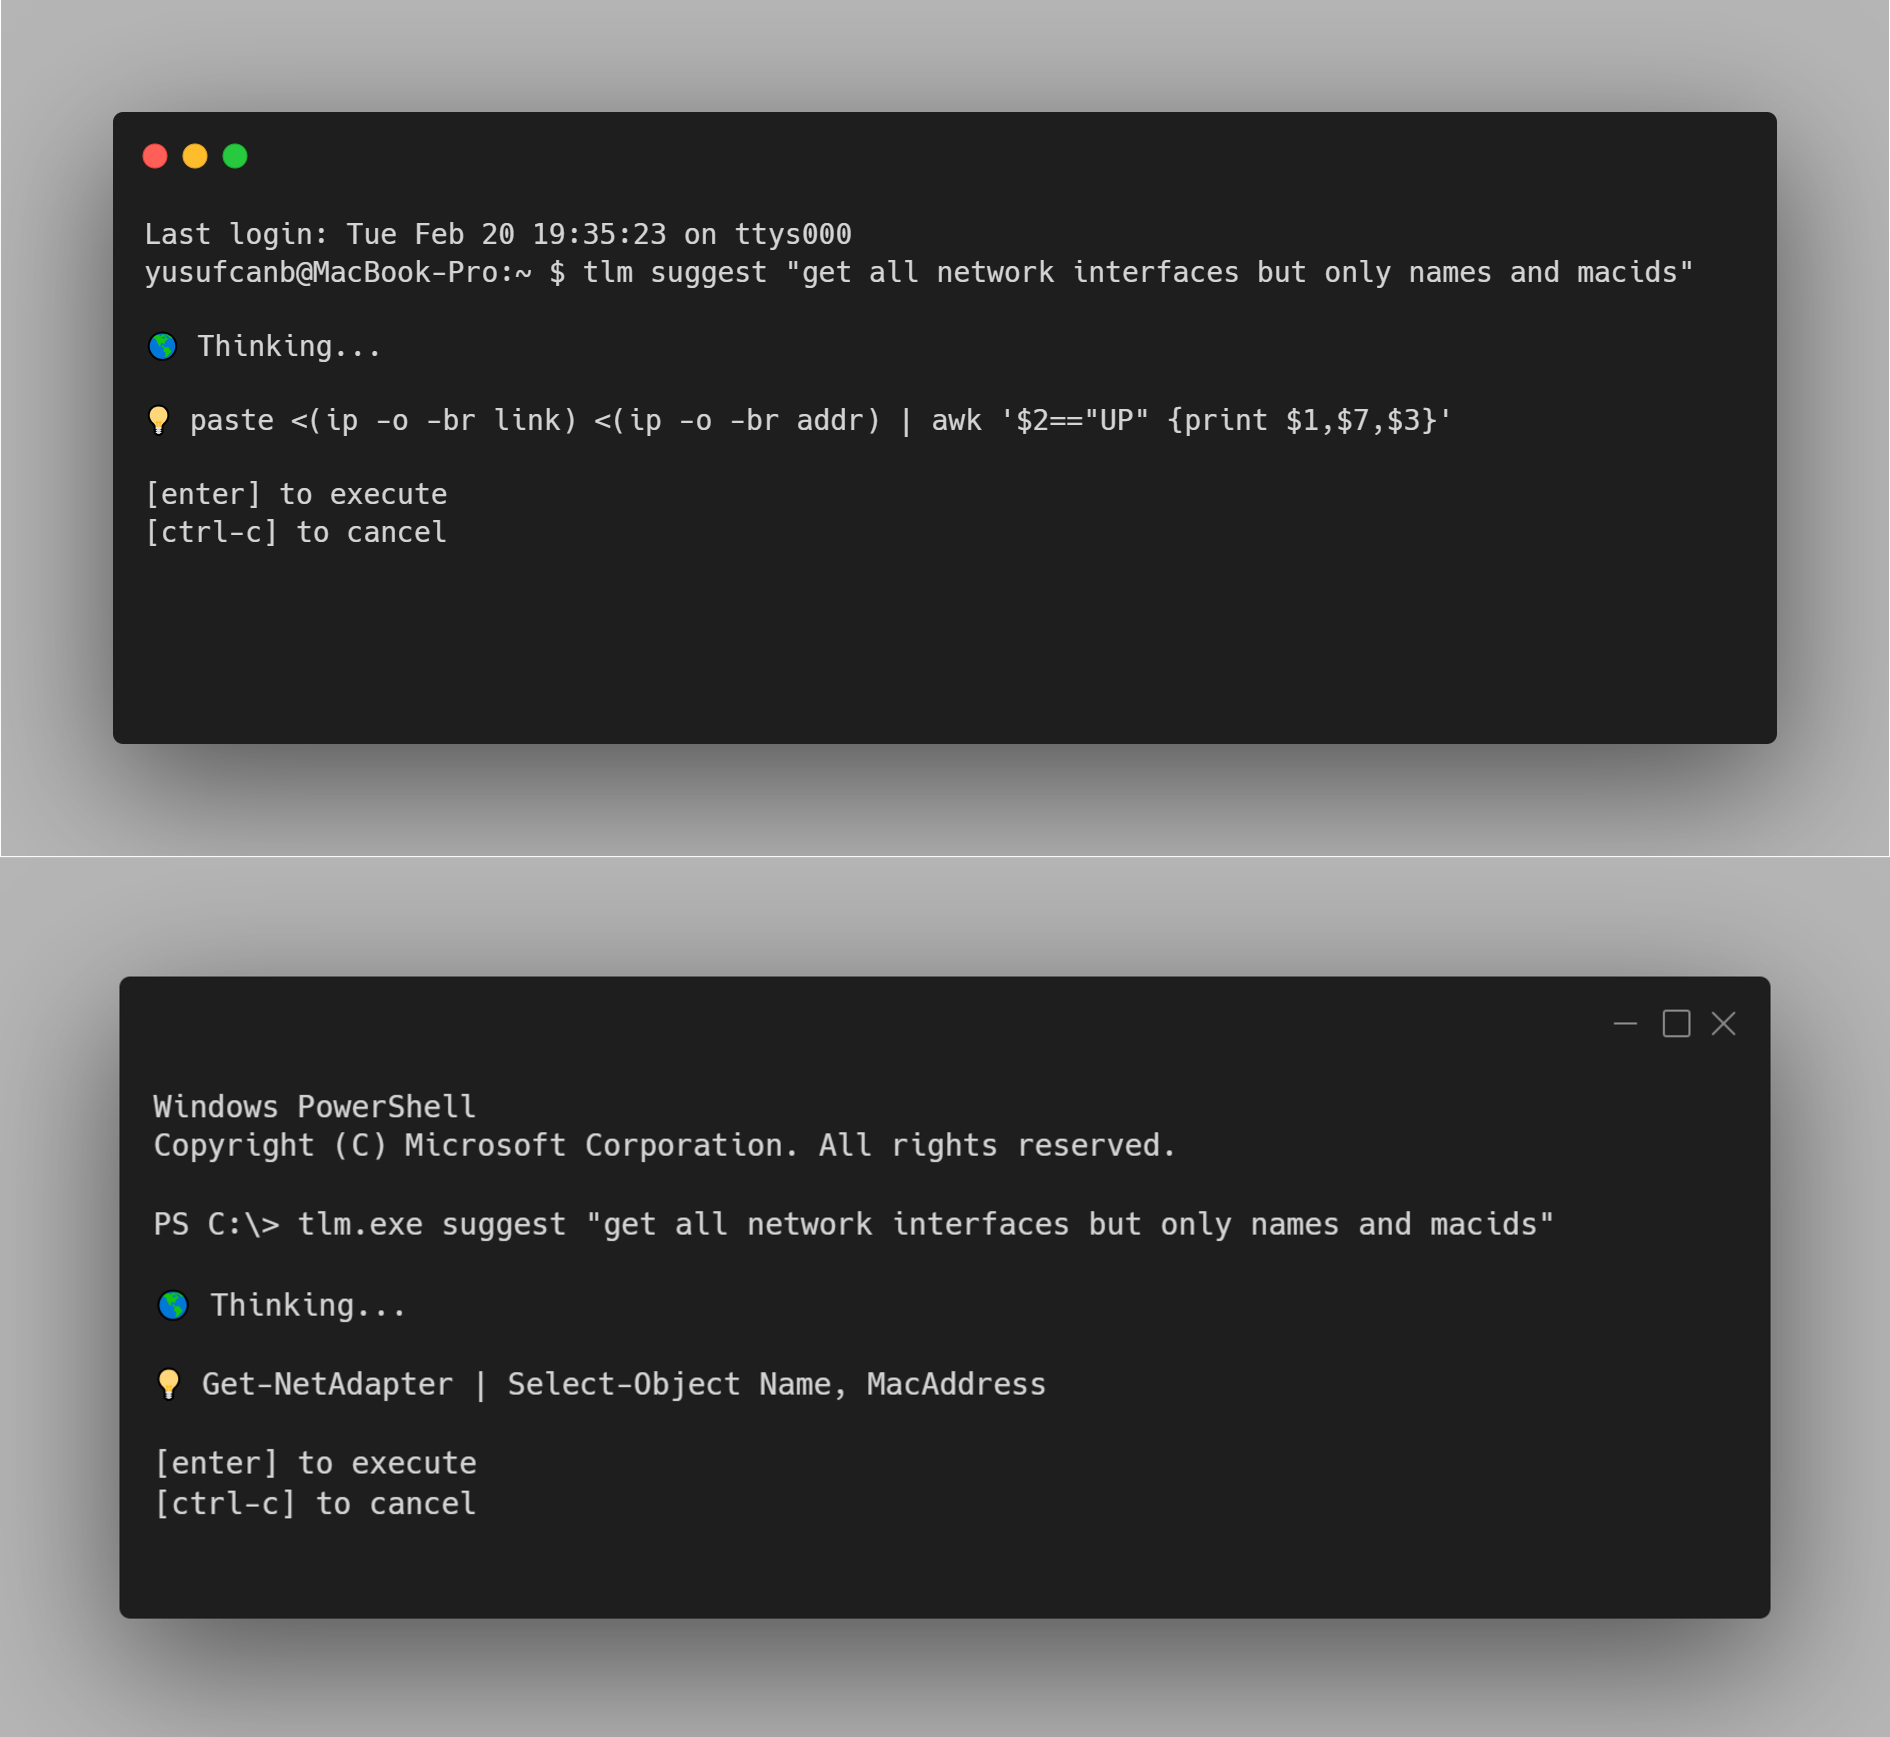 Last login: Tue Feb 20 19:35:23 on ttys000
yusufcanb@MacBook-Pro:~ $ tlm suggest "get all network interfaces but only names and macids"
🌎 Thinking...
💡 paste <(ip -o -br link) <(ip -o -br addr) | awk '$2=="UP" {print $1,$7,$3}'
[enter] to execute
[ctrl-c] to cancel
Windows PowerShell
Copyright (C) Microsoft Corporation. All rights reserved.
PS C:\> tlm.exe suggest "get all network interfaces but only names and macids"
🌎 Thinking...
💡 Get-NetAdapter | Select-Object Name, MacAddress
[enter] to execute
[ctrl-c] to cancel